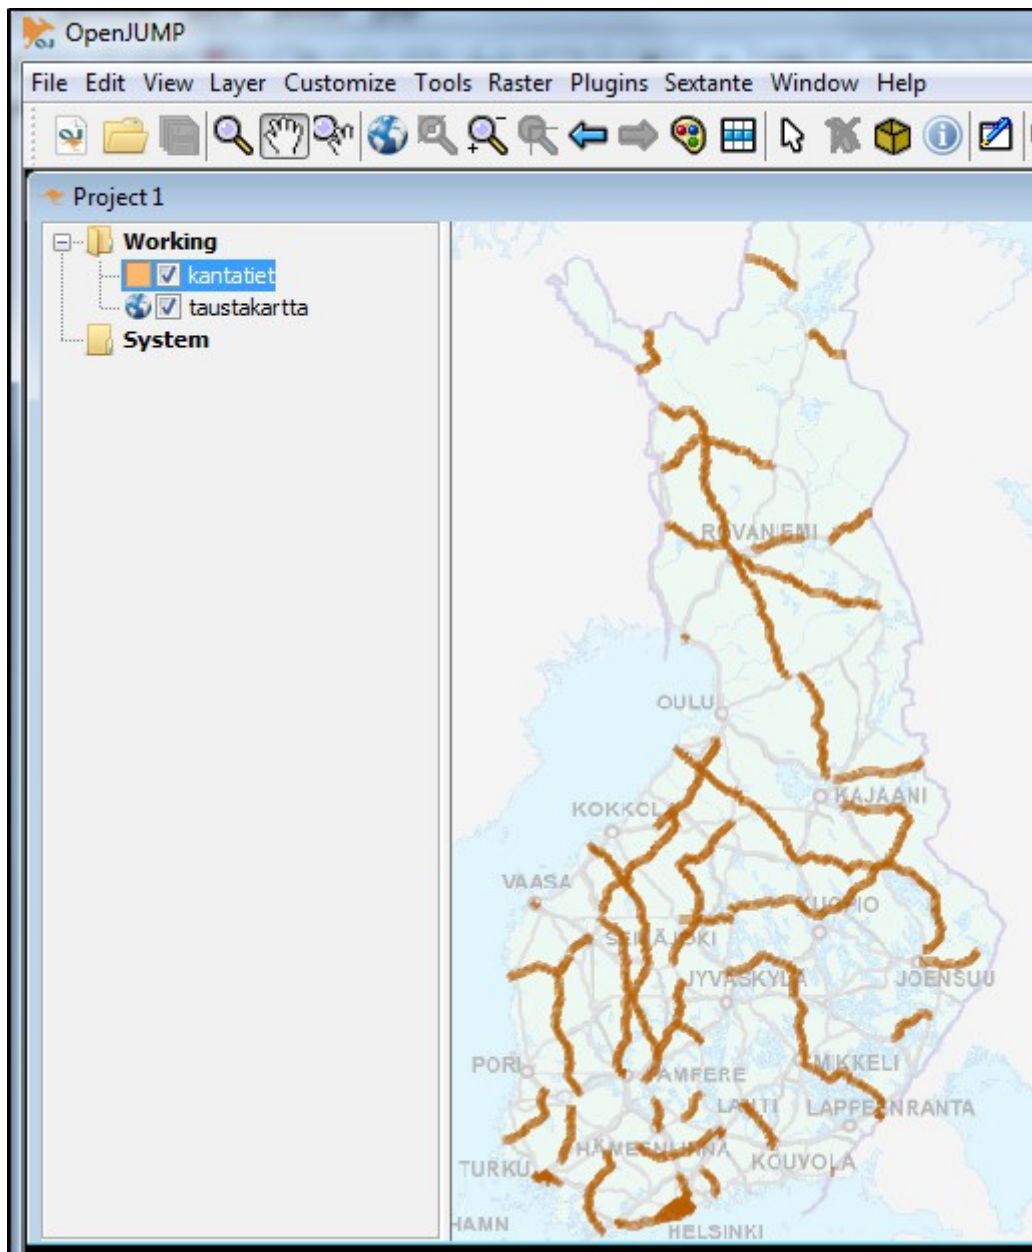 OpenJUMP
File Edit View Layer Customize Tools Raster Plugins Sextante Window Help
Project 1
Working
kantatiet
taustakartta
System
ROVANIEMI
OULU
KAJAANI
KOKKOLA
VAASA
KUOPIO
SEINÄJOKI
JYVÄSKYLÄ
JOENSUU
PORI
MIKKELI
TAMPERE
LAHTI
LAPPEENRANTA
HÄMEENLINNA
KOUVOLA
TURKU
HAMN
HELSINKI